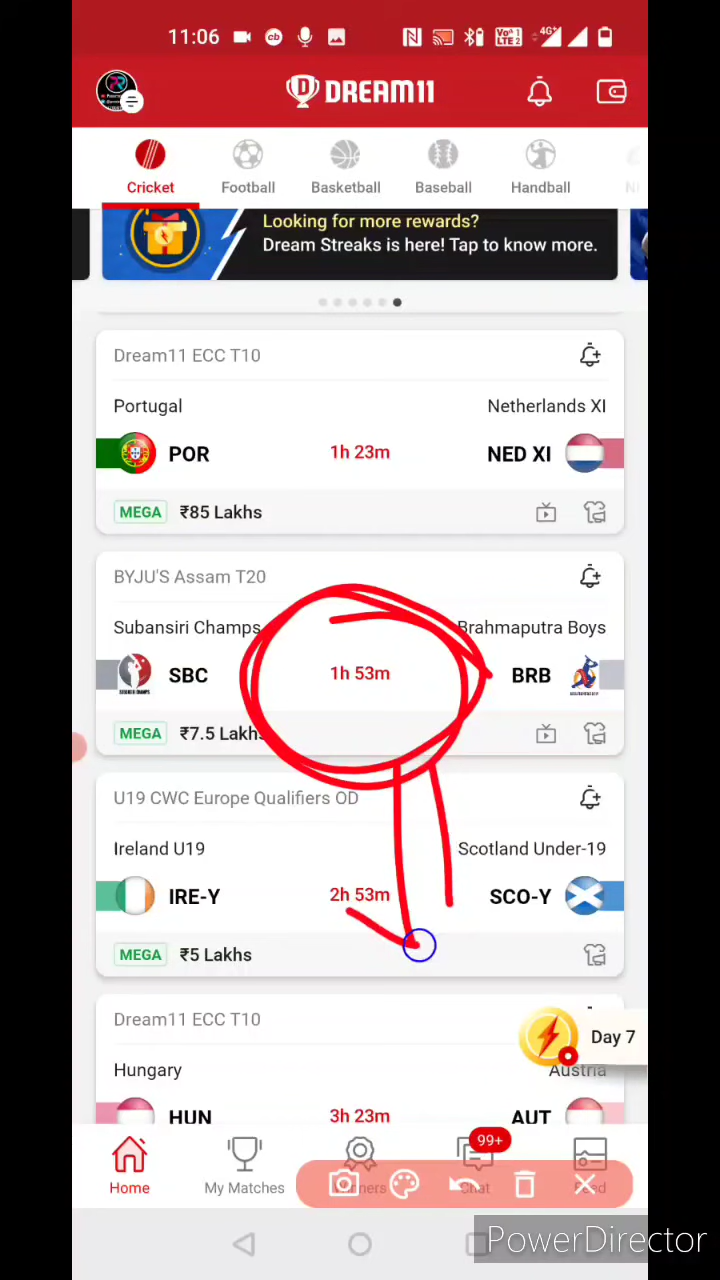 11:06
DREAM11
Cricket Football Basketball Baseball Handball
Looking for more rewards?
Dream Streaks is here! Tap to know more.
Dream11 ECC T10
Portugal Netherlands XI
POR 1h 23m NED XI
MEGA ₹85 Lakhs
BYJU'S Assam T20
Subansiri Champs Brahmaputra Boys
SBC 1h 53m BRB
MEGA ₹7.5 Lakhs
U19 CWC Europe Qualifiers OD
Ireland U19 Scotland Under-19
IRE-Y 2h 53m SCO-Y
MEGA ₹5 Lakhs
Dream11 ECC T10
Day 7
Hungary Austria
HUN 3h 23m AUT
99+
Home My Matches Winners Chat Feed
PowerDirector